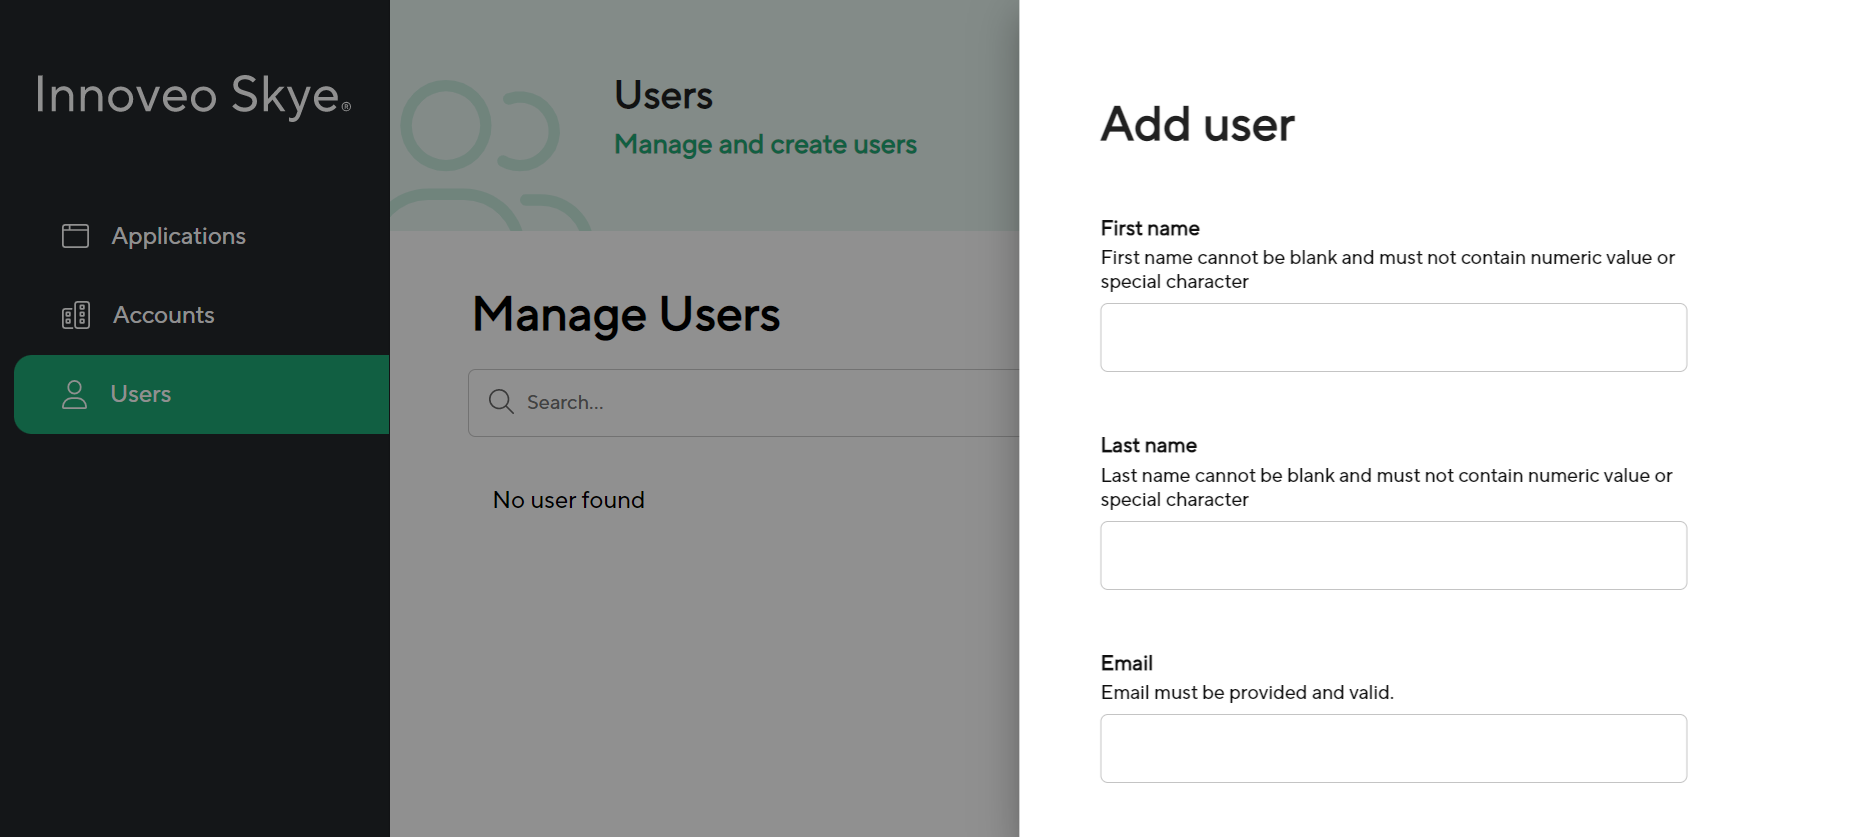 Innoveo Skye®
Applications
Accounts
Users
Users
Manage and create users
Manage Users
Search...
No user found
Add user
First name
First name cannot be blank and must not contain numeric value or
special character
Last name
Last name cannot be blank and must not contain numeric value or
special character
Email
Email must be provided and valid.